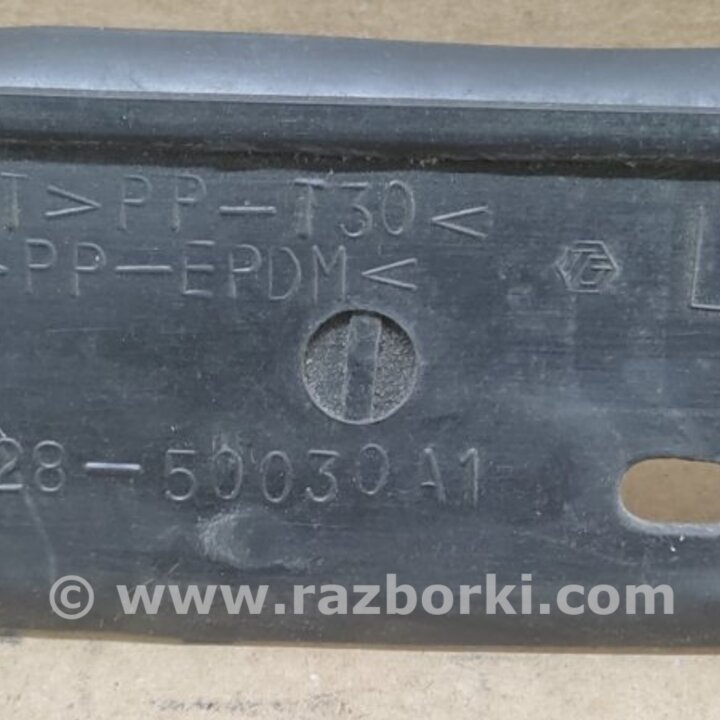 T>PP-T30<
>PP-EPDM<
L
28-50030A1
© www.razborki.com